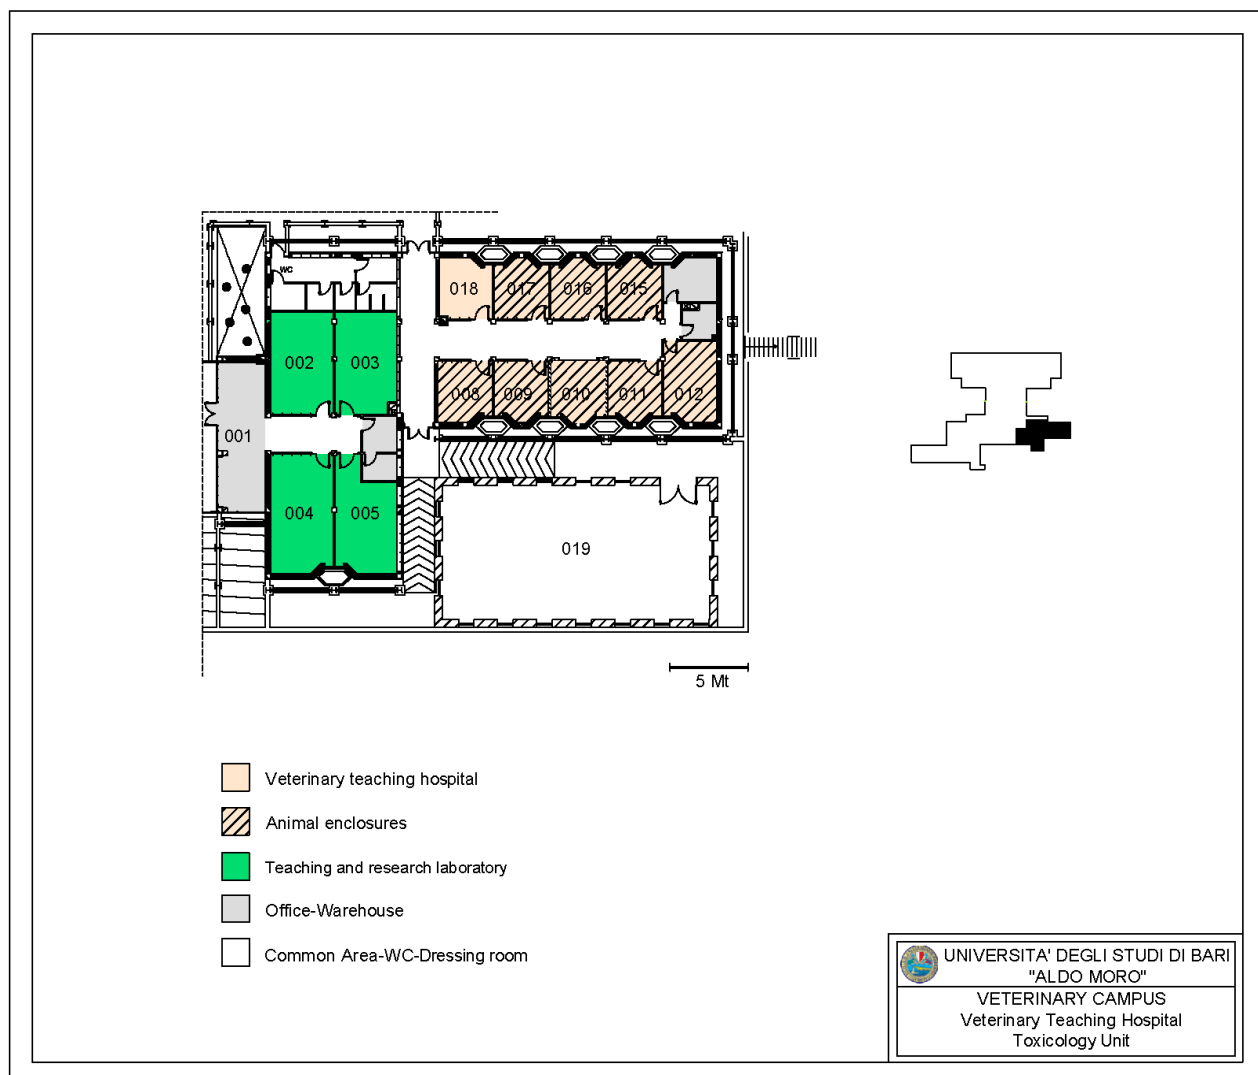 WC
018
017
016
015
002
003
008
009
010
011
012
001
004
005
019
5 Mt
Veterinary teaching hospital
Animal enclosures
Teaching and research laboratory
Office-Warehouse
Common Area-WC-Dressing room
UNIVERSITA' DEGLI STUDI DI BARI
"ALDO MORO"
VETERINARY CAMPUS
Veterinary Teaching Hospital
Toxicology Unit